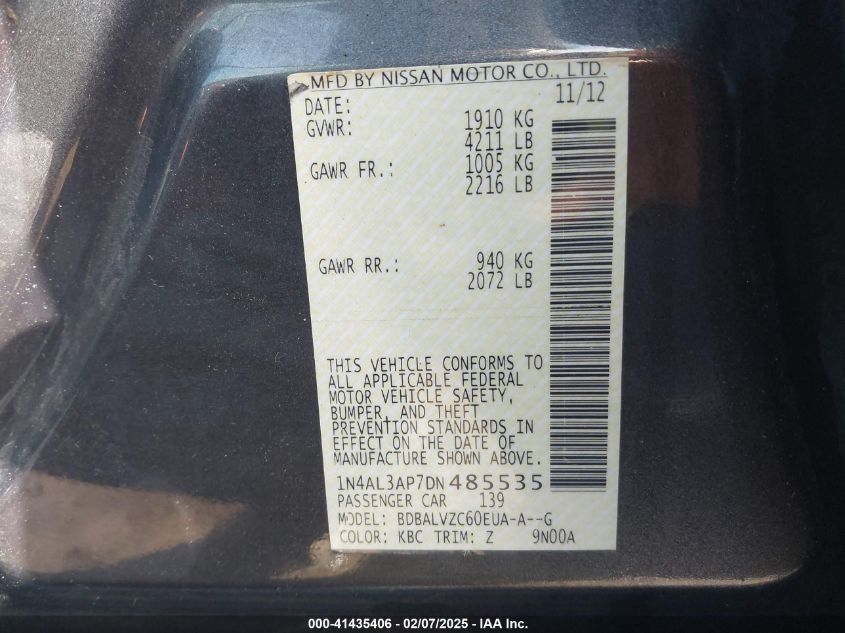 MFD BY NISSAN MOTOR CO., LTD.
DATE: 11/12
GVWR: 1910 KG
4211 LB
GAWR FR.: 1005 KG
2216 LB
GAWR RR.: 940 KG
2072 LB
THIS VEHICLE CONFORMS TO
ALL APPLICABLE FEDERAL
MOTOR VEHICLE SAFETY,
BUMPER, AND THEFT
PREVENTION STANDARDS IN
EFFECT ON THE DATE OF
MANUFACTURE SHOWN ABOVE.
1N4AL3AP7DN485535
PASSENGER CAR 139
MODEL: BDBALVZC60EUA-A--G
COLOR: KBC TRIM: Z 9N00A
000-41435406 - 02/07/2025 - IAA Inc.